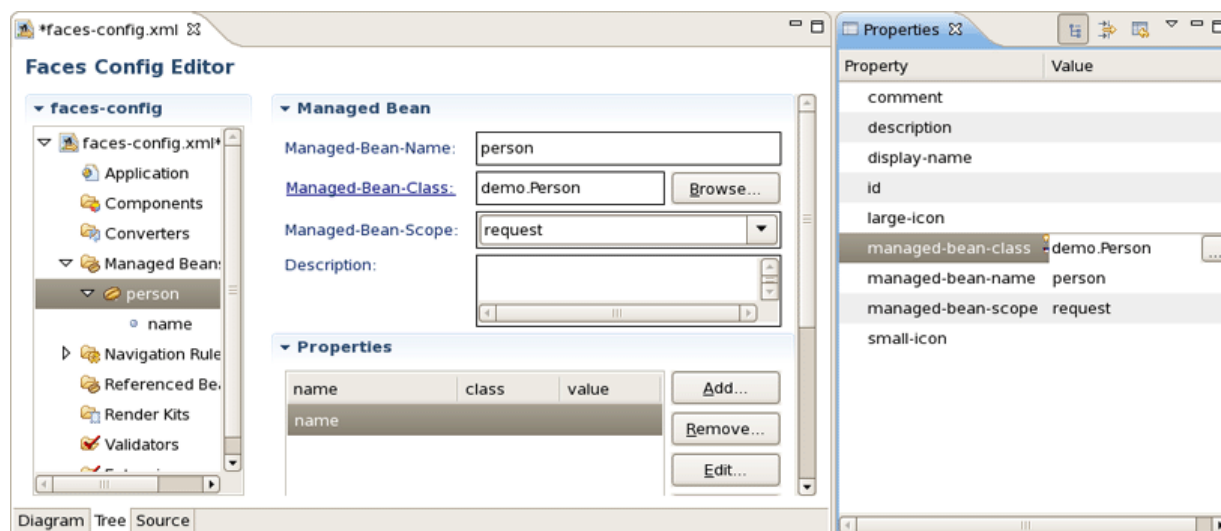 *faces-config.xml
Faces Config Editor
faces-config
faces-config.xml*
Application
Components
Converters
Managed Beans
person
name
Navigation Rule
Referenced Be
Render Kits
Validators
Managed Bean
Managed-Bean-Name: person
Managed-Bean-Class: demo.Person Browse...
Managed-Bean-Scope: request
Description:
Properties
name class value
name
Add...
Remove...
Edit...
Diagram Tree Source
Properties
Property Value
comment
description
display-name
id
large-icon
managed-bean-class demo.Person ...
managed-bean-name person
managed-bean-scope request
small-icon